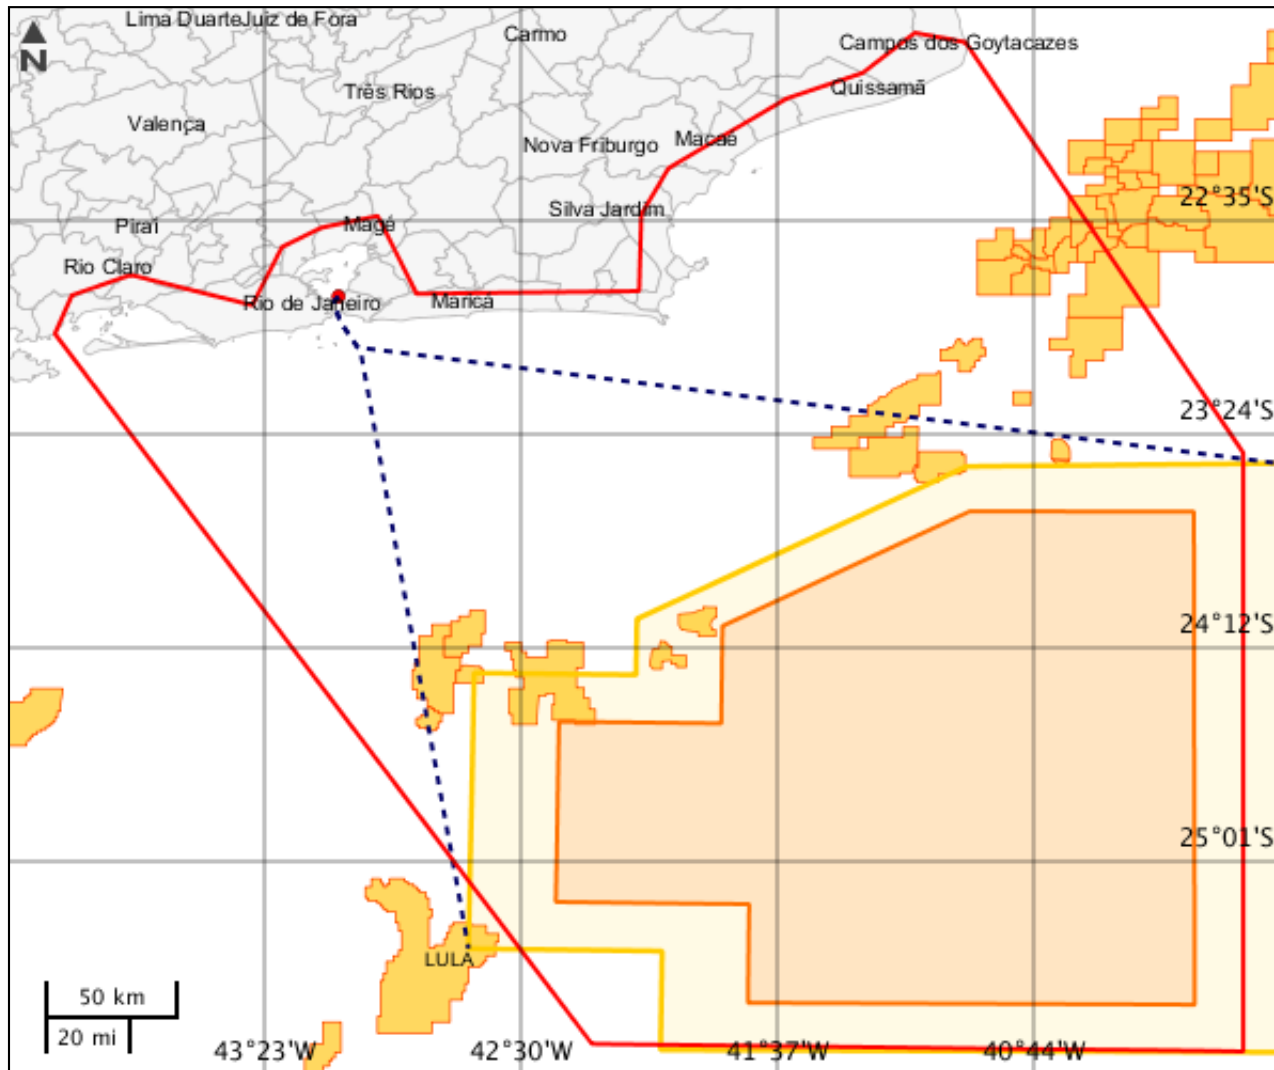 Lima Duarte Juiz de Fora
Carmo
Campos dos Goytacazes
N
Três Rios
Quissamã
Valença
Nova Friburgo
Macaé
22°35'S
Silva Jardim
Piraí
Magé
Rio Claro
Rio de Janeiro
Maricá
23°24'S
24°12'S
25°01'S
LULA
50 km
20 mi
43°23'W
42°30'W
41°37'W
40°44'W